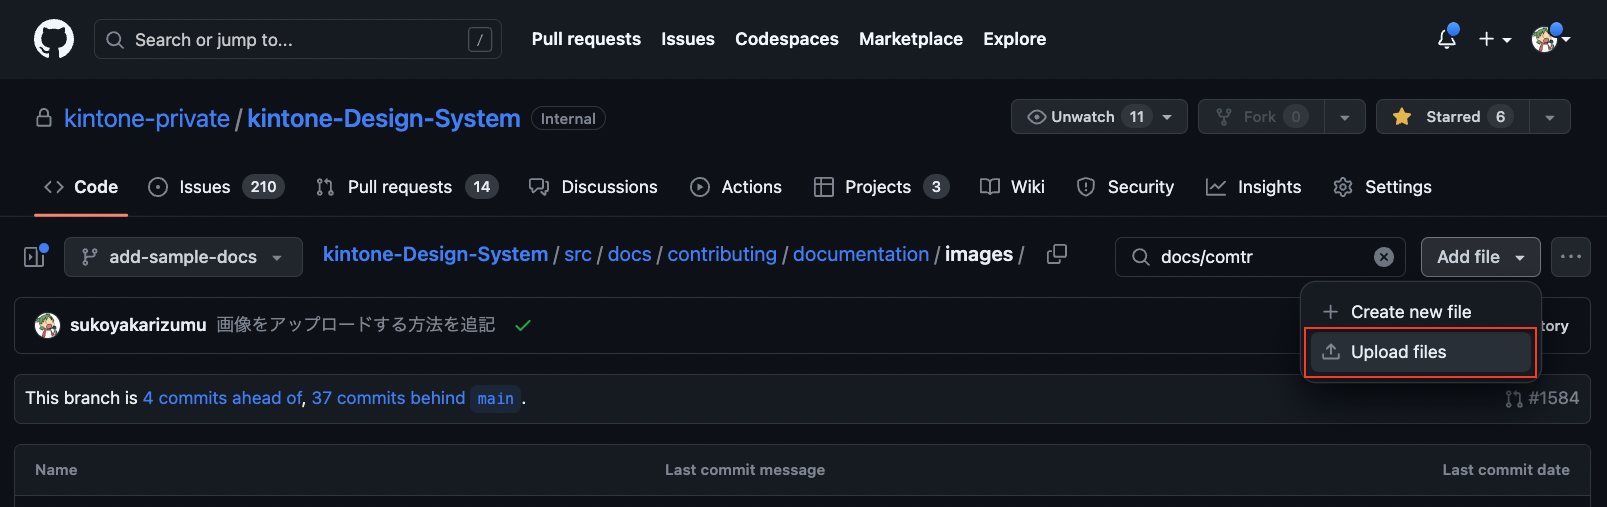 Search or jump to... / Pull requests Issues Codespaces Marketplace Explore
kintone-private / kintone-Design-System Internal Unwatch 11 Fork 0 Starred 6
Code Issues 210 Pull requests 14 Discussions Actions Projects 3 Wiki Security Insights Settings
add-sample-docs kintone-Design-System / src / docs / contributing / documentation / images / docs/comtr Add file ...
Create new file
sukoyakarizumu 画像をアップロードする方法を追記 tory
Upload files
This branch is 4 commits ahead of, 37 commits behind main. #1584
Name Last commit message Last commit date